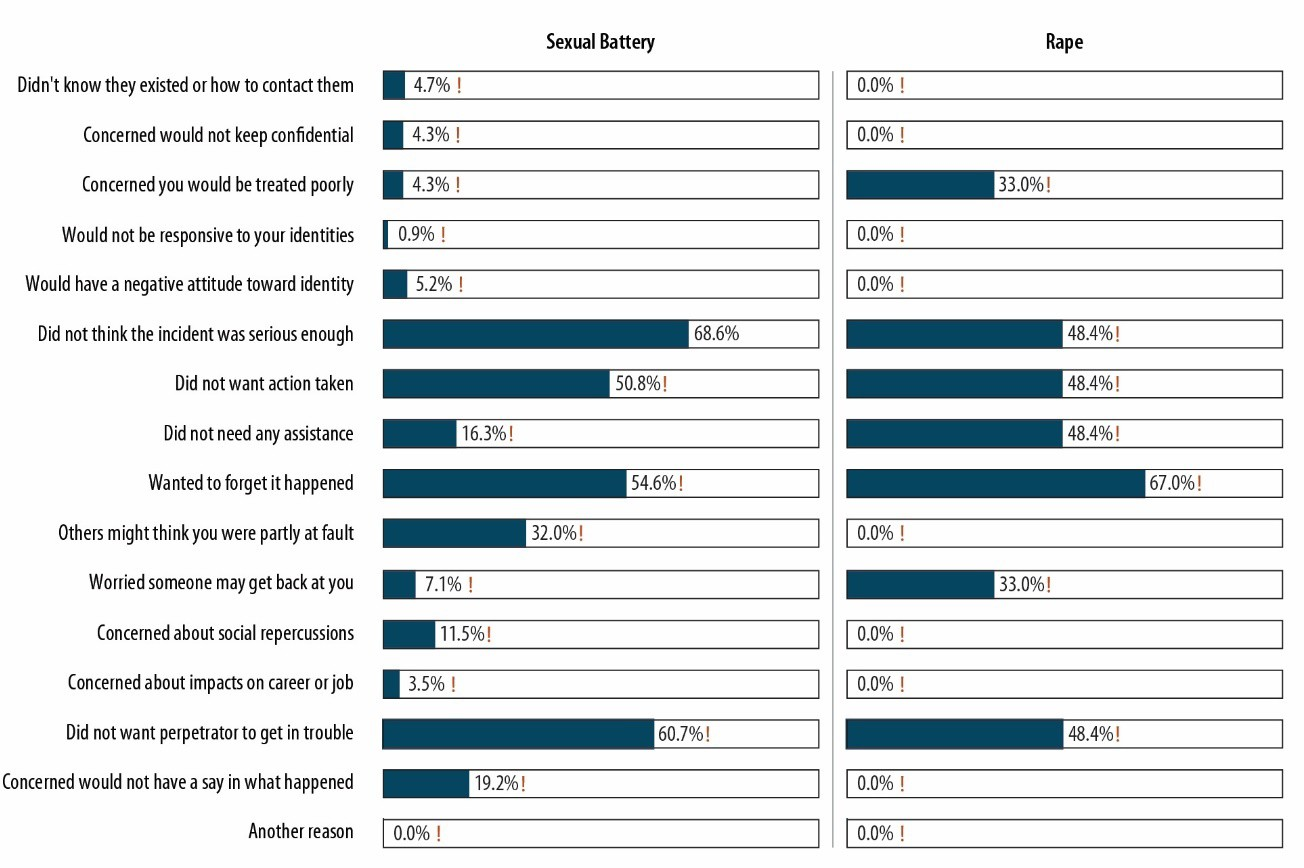 Sexual Battery Rape
Didn't know they existed or how to contact them 4.7% ! 0.0% !
Concerned would not keep confidential 4.3% ! 0.0% !
Concerned you would be treated poorly 4.3% ! 33.0%!
Would not be responsive to your identities 0.9% ! 0.0% !
Would have a negative attitude toward identity 5.2% ! 0.0% !
Did not think the incident was serious enough 68.6% 48.4%!
Did not want action taken 50.8%! 48.4%!
Did not need any assistance 16.3%! 48.4%!
Wanted to forget it happened 54.6%! 67.0%!
Others might think you were partly at fault 32.0%! 0.0% !
Worried someone may get back at you 7.1% ! 33.0%!
Concerned about social repercussions 11.5%! 0.0% !
Concerned about impacts on career or job 3.5% ! 0.0% !
Did not want perpetrator to get in trouble 60.7%! 48.4%!
Concerned would not have a say in what happened 19.2%! 0.0% !
Another reason 0.0% ! 0.0% !